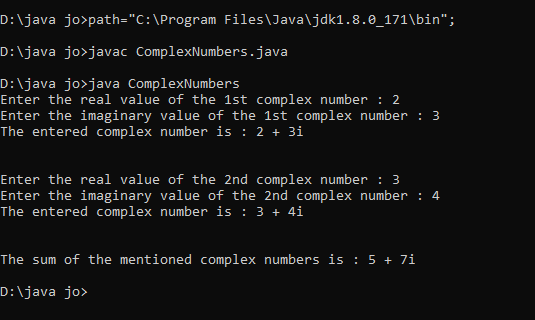 D:\java jo>path="C:\Program Files\Java\jdk1.8.0_171\bin";
D:\java jo>javac ComplexNumbers.java
D:\java jo>java ComplexNumbers
Enter the real value of the 1st complex number : 2
Enter the imaginary value of the 1st complex number : 3
The entered complex number is : 2 + 3i
Enter the real value of the 2nd complex number : 3
Enter the imaginary value of the 2nd complex number : 4
The entered complex number is : 3 + 4i
The sum of the mentioned complex numbers is : 5 + 7i
D:\java jo>